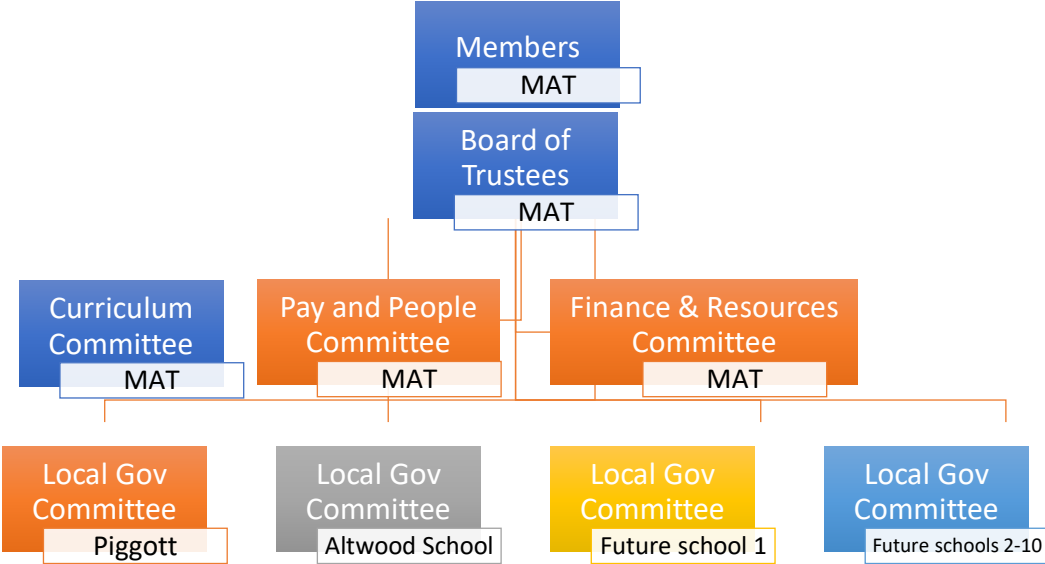 Members
MAT
Board of
Trustees
MAT
Curriculum
Committee
MAT
Pay and People
Committee
MAT
Finance & Resources
Committee
MAT
Local Gov
Committee
Piggott
Local Gov
Committee
Altwood School
Local Gov
Committee
Future school 1
Local Gov
Committee
Future schools 2-10